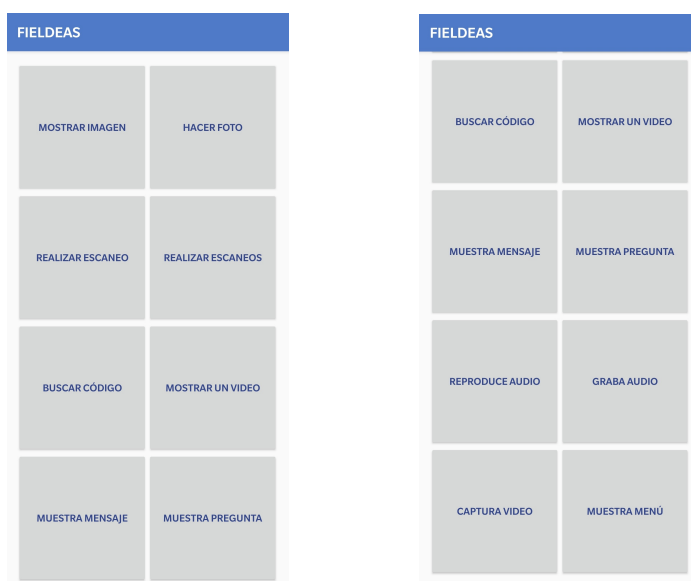 FIELDEAS
MOSTRAR IMAGEN
HACER FOTO
REALIZAR ESCANEO
REALIZAR ESCANEOS
BUSCAR CÓDIGO
MOSTRAR UN VIDEO
MUESTRA MENSAJE
MUESTRA PREGUNTA
FIELDEAS
BUSCAR CÓDIGO
MOSTRAR UN VIDEO
MUESTRA MENSAJE
MUESTRA PREGUNTA
REPRODUCE AUDIO
GRABA AUDIO
CAPTURA VIDEO
MUESTRA MENÚ